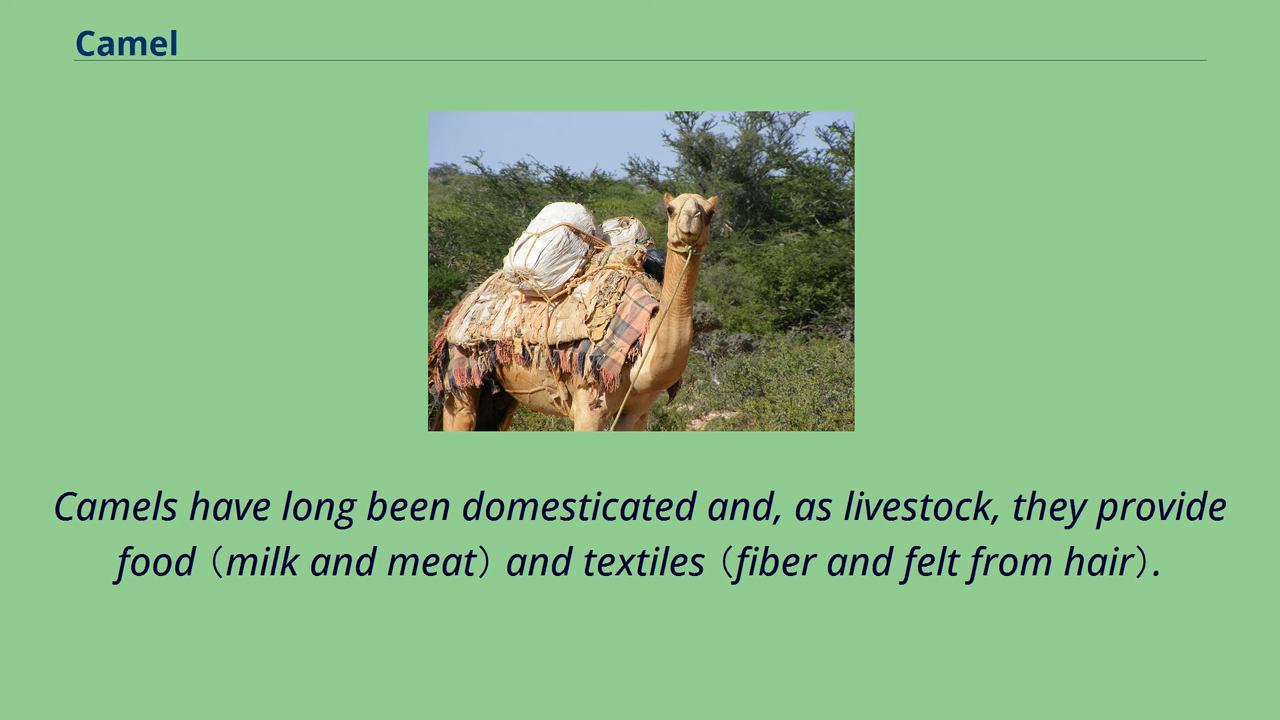 Camel
Camels have long been domesticated and, as livestock, they provide
food（milk and meat）and textiles（fiber and felt from hair）.